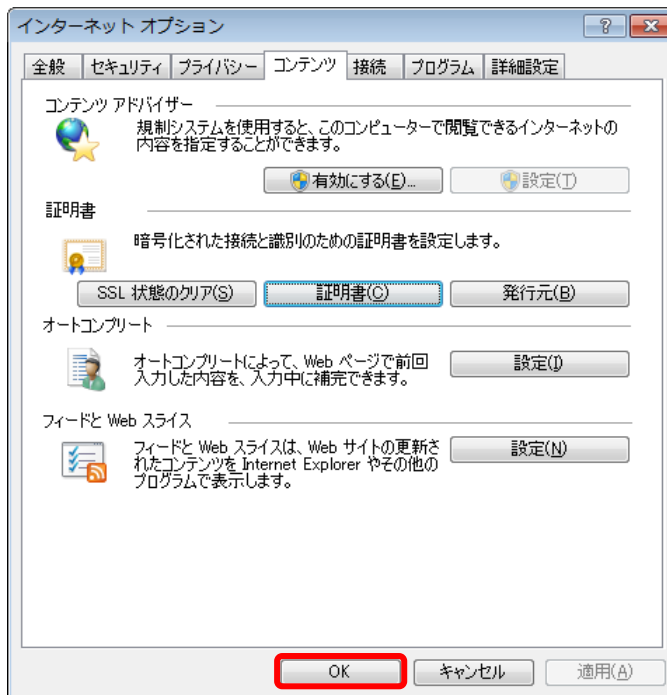 インターネット オプション
全般 セキュリティ プライバシー コンテンツ 接続 プログラム 詳細設定
コンテンツ アドバイザー
規制システムを使用すると、このコンピューターで閲覧できるインターネットの
内容を指定することができます。
有効にする(E)... 設定(T)
証明書
暗号化された接続と識別のための証明書を設定します。
SSL 状態のクリア(S) 証明書(C) 発行元(B)
オートコンプリート
オートコンプリートによって、Web ページで前回
入力した内容を、入力中に補完できます。
設定(I)
フィードと Web スライス
フィードと Web スライスは、Web サイトの更新さ
れたコンテンツを Internet Explorer やその他の
プログラムで表示します。
設定(N)
OK キャンセル 適用(A)